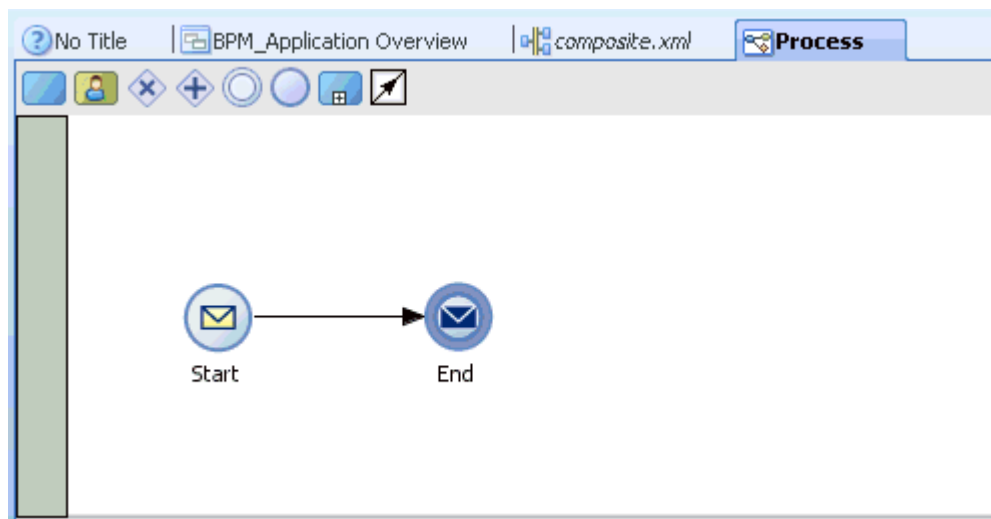 No Title
BPM_Application Overview
composite.xml
Process
Start
End